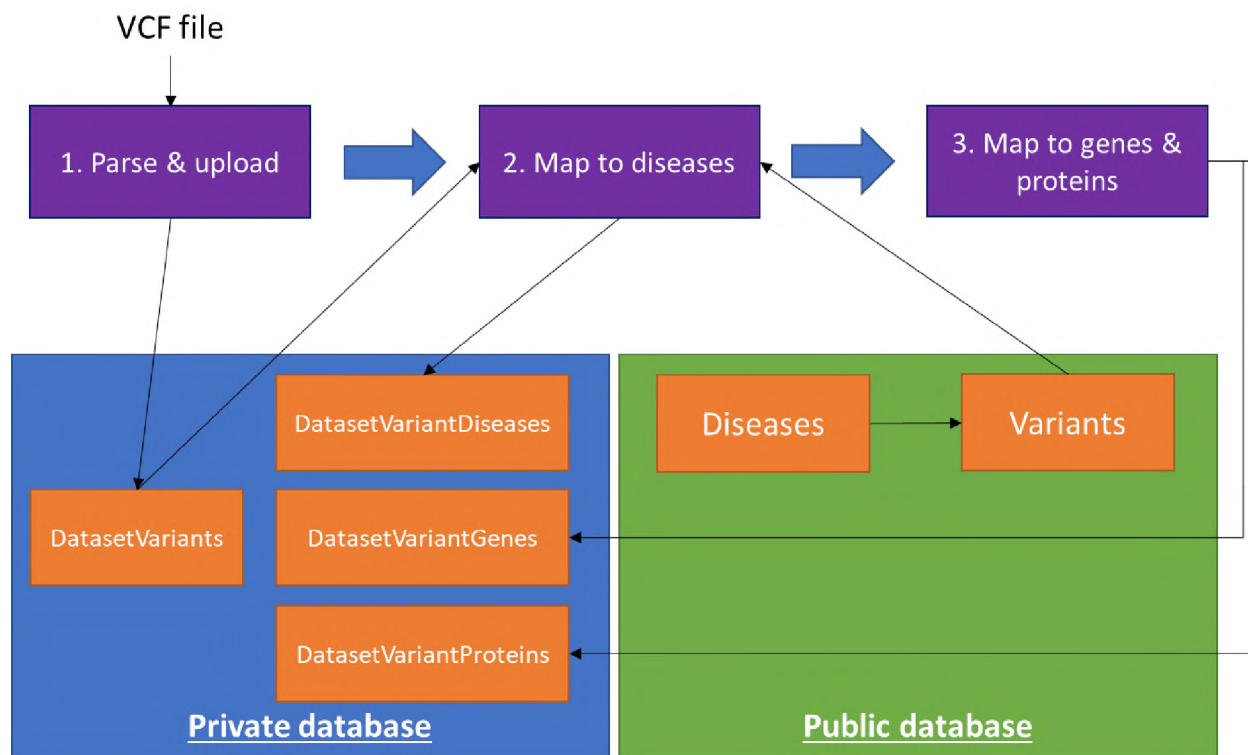 VCF file
1. Parse & upload
2. Map to diseases
3. Map to genes &
proteins
DatasetVariantDiseases
Diseases
Variants
DatasetVariants
DatasetVariantGenes
DatasetVariantProteins
Private database
Public database